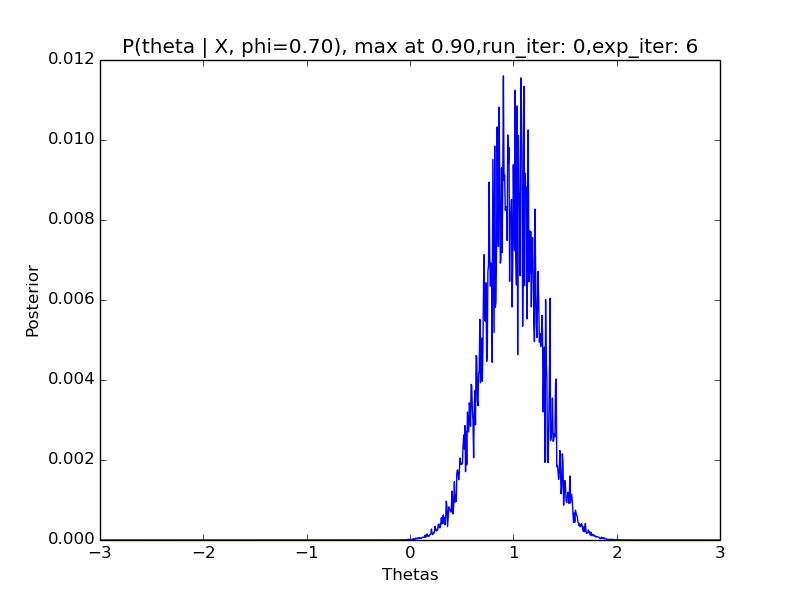 P(theta | X, phi=0.70), max at 0.90,run_iter: 0,exp_iter: 6
0.012
0.010
0.008
0.006
0.004
0.002
0.000
Posterior
−3 −2 −1 0 1 2 3
Thetas